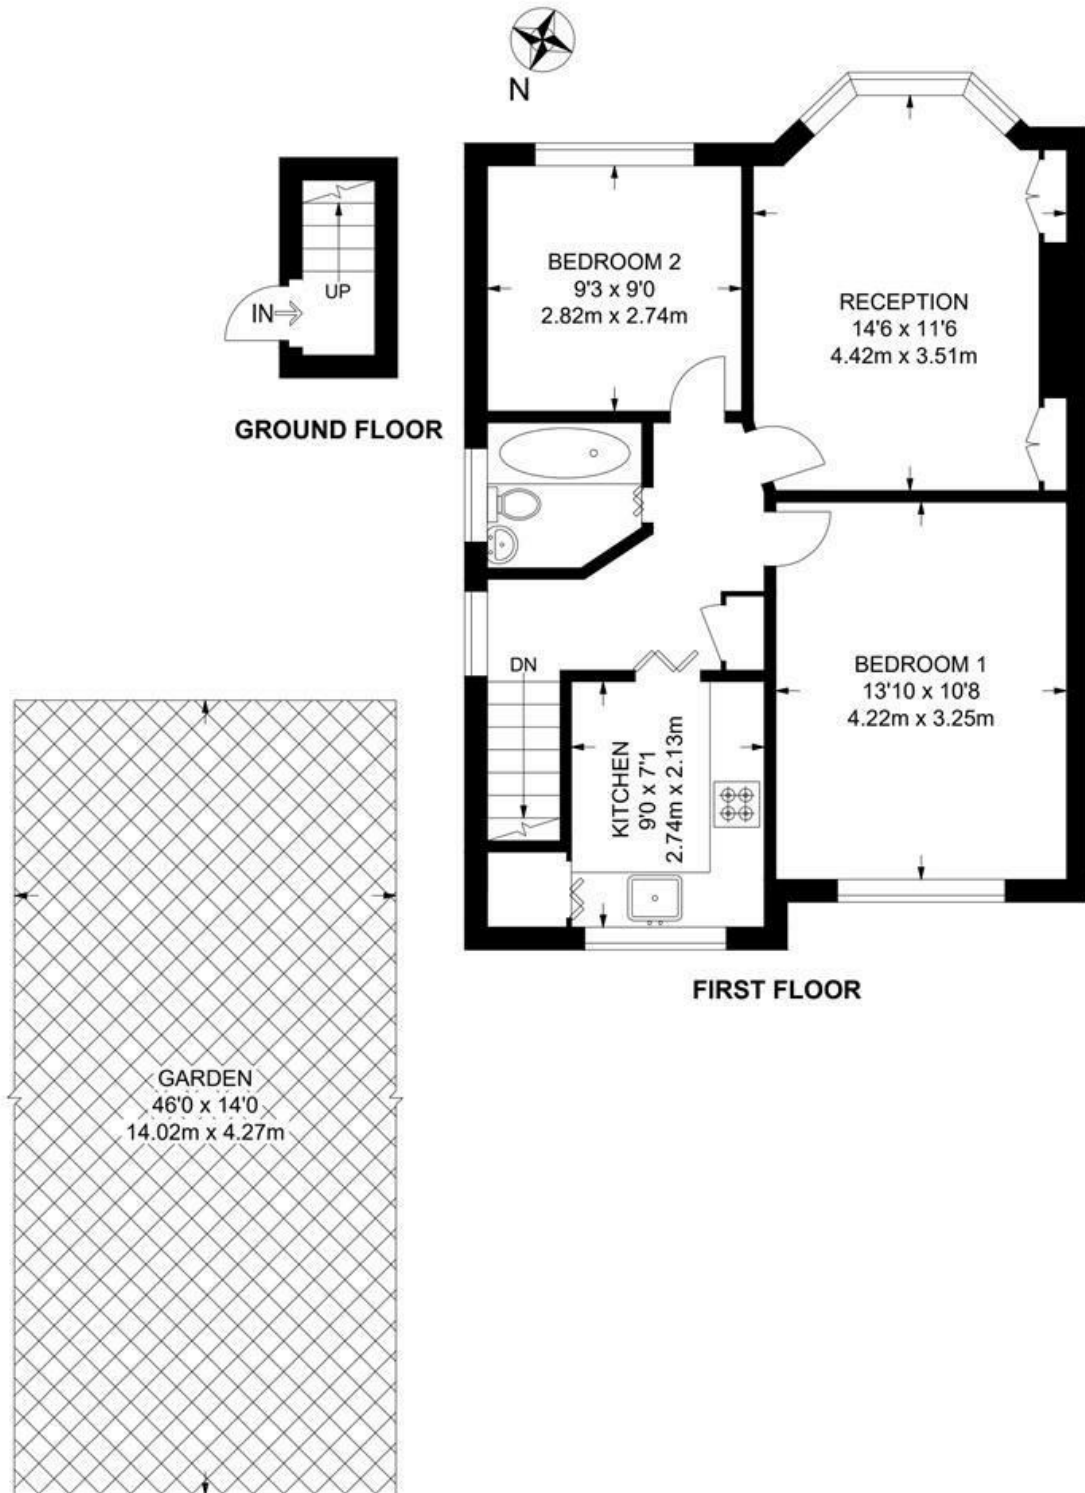 N
BEDROOM 2
9'3 x 9'0
2.82m x 2.74m
RECEPTION
14'6 x 11'6
4.42m x 3.51m
UP
IN
GROUND FLOOR
DN
KITCHEN
9'0 x 7'1
2.74m x 2.13m
BEDROOM 1
13'10 x 10'8
4.22m x 3.25m
FIRST FLOOR
GARDEN
46'0 x 14'0
14.02m x 4.27m